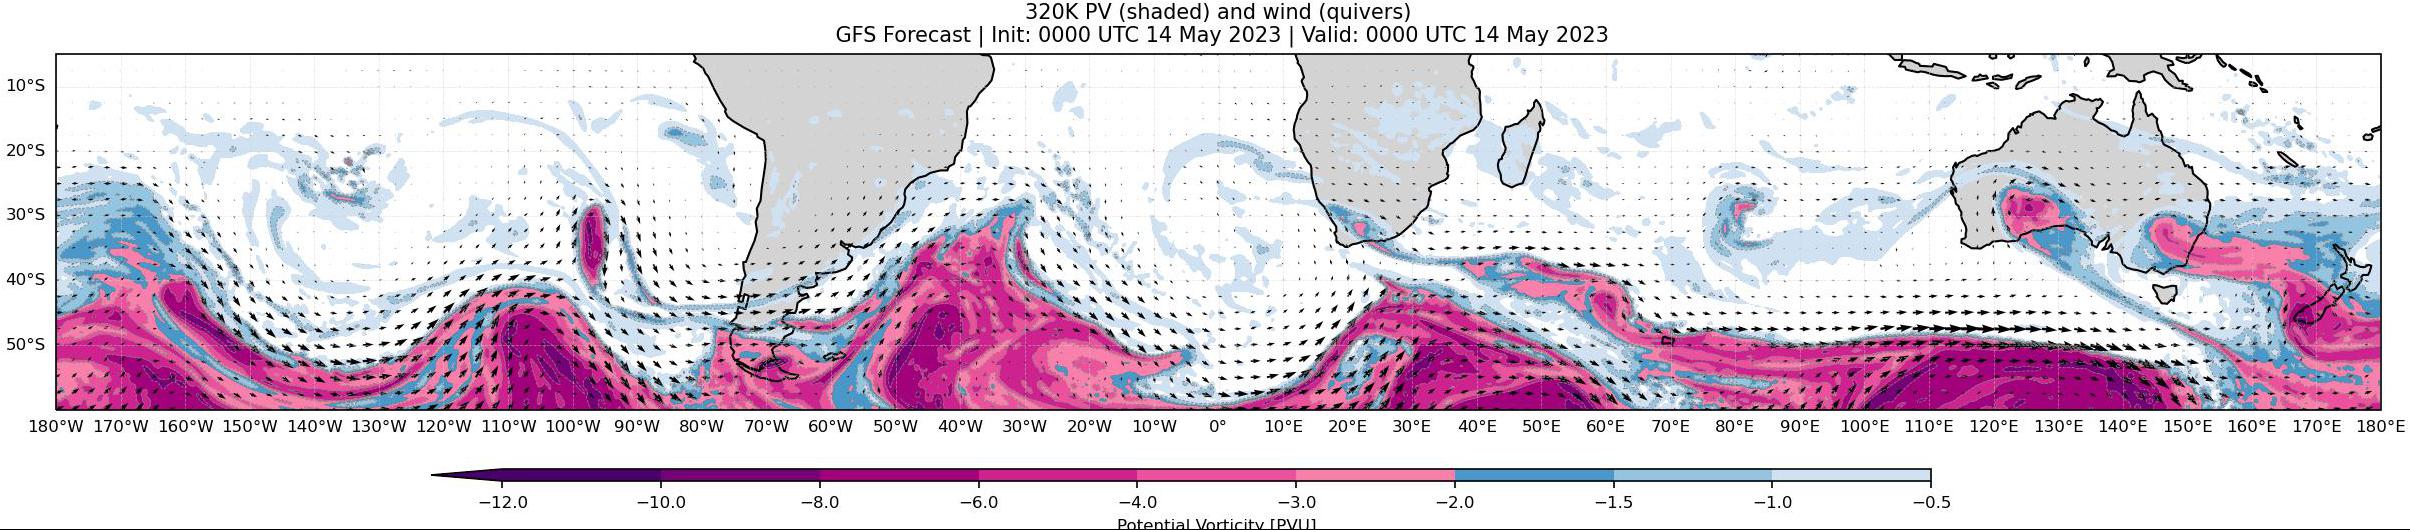 320K PV (shaded) and wind (quivers)
GFS Forecast | Init: 0000 UTC 14 May 2023 | Valid: 0000 UTC 14 May 2023
10°S
20°S
30°S
40°S
50°S
180°W 170°W 160°W 150°W 140°W 130°W 120°W 110°W 100°W 90°W 80°W 70°W 60°W 50°W 40°W 30°W 20°W 10°W 0° 10°E 20°E 30°E 40°E 50°E 60°E 70°E 80°E 90°E 100°E 110°E 120°E 130°E 140°E 150°E 160°E 170°E 180°E
−12.0 −10.0 −8.0 −6.0 −4.0 −3.0 −2.0 −1.5 −1.0 −0.5
Potential Vorticity [PVU]